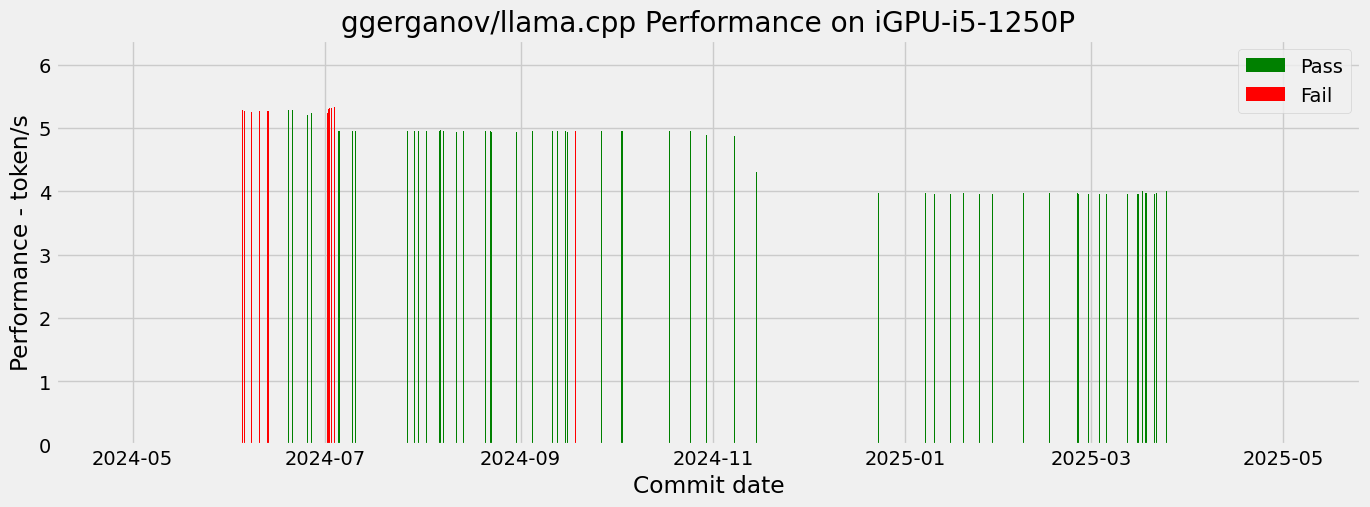 ggerganov/llama.cpp Performance on iGPU-i5-1250P
Performance - token/s
6
5
4
3
2
1
0
Pass
Fail
2024-05 2024-07 2024-09 2024-11 2025-01 2025-03 2025-05
Commit date